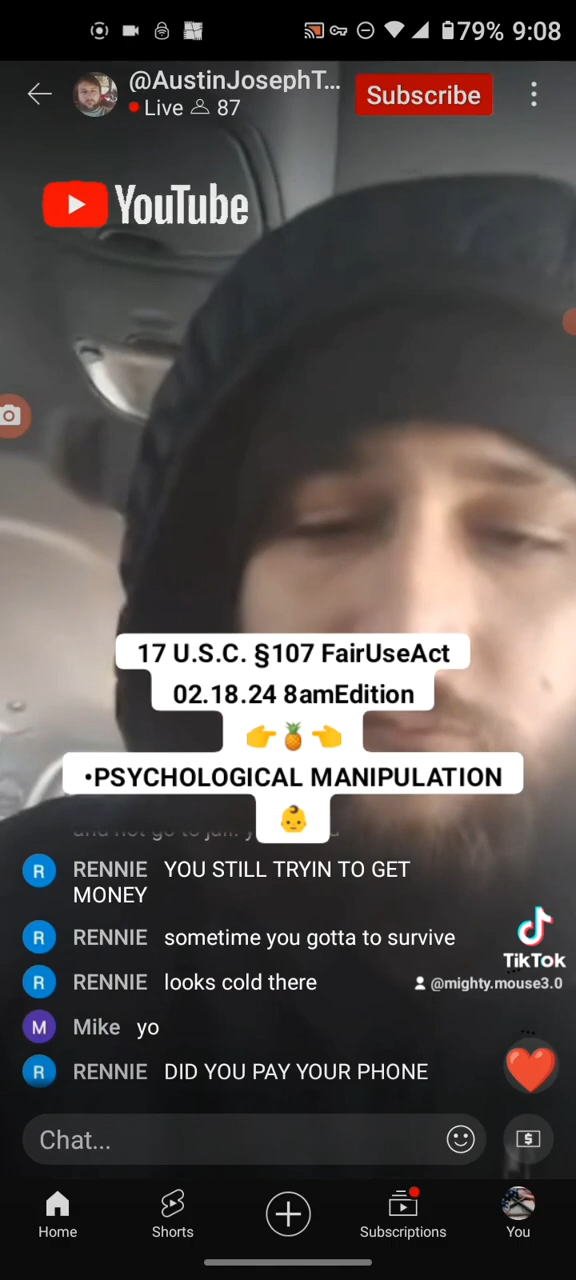 79% 9:08
@AustinJosephT...
Live 87
Subscribe
YouTube
17 U.S.C. §107 FairUseAct
02.18.24 8amEdition
👉🍍👈
•PSYCHOLOGICAL MANIPULATION
👶
R RENNIE YOU STILL TRYIN TO GET
MONEY
R RENNIE sometime you gotta to survive
TikTok
R RENNIE looks cold there
@mighty.mouse3.0
M Mike yo
R RENNIE DID YOU PAY YOUR PHONE
Chat...
Home Shorts Subscriptions You